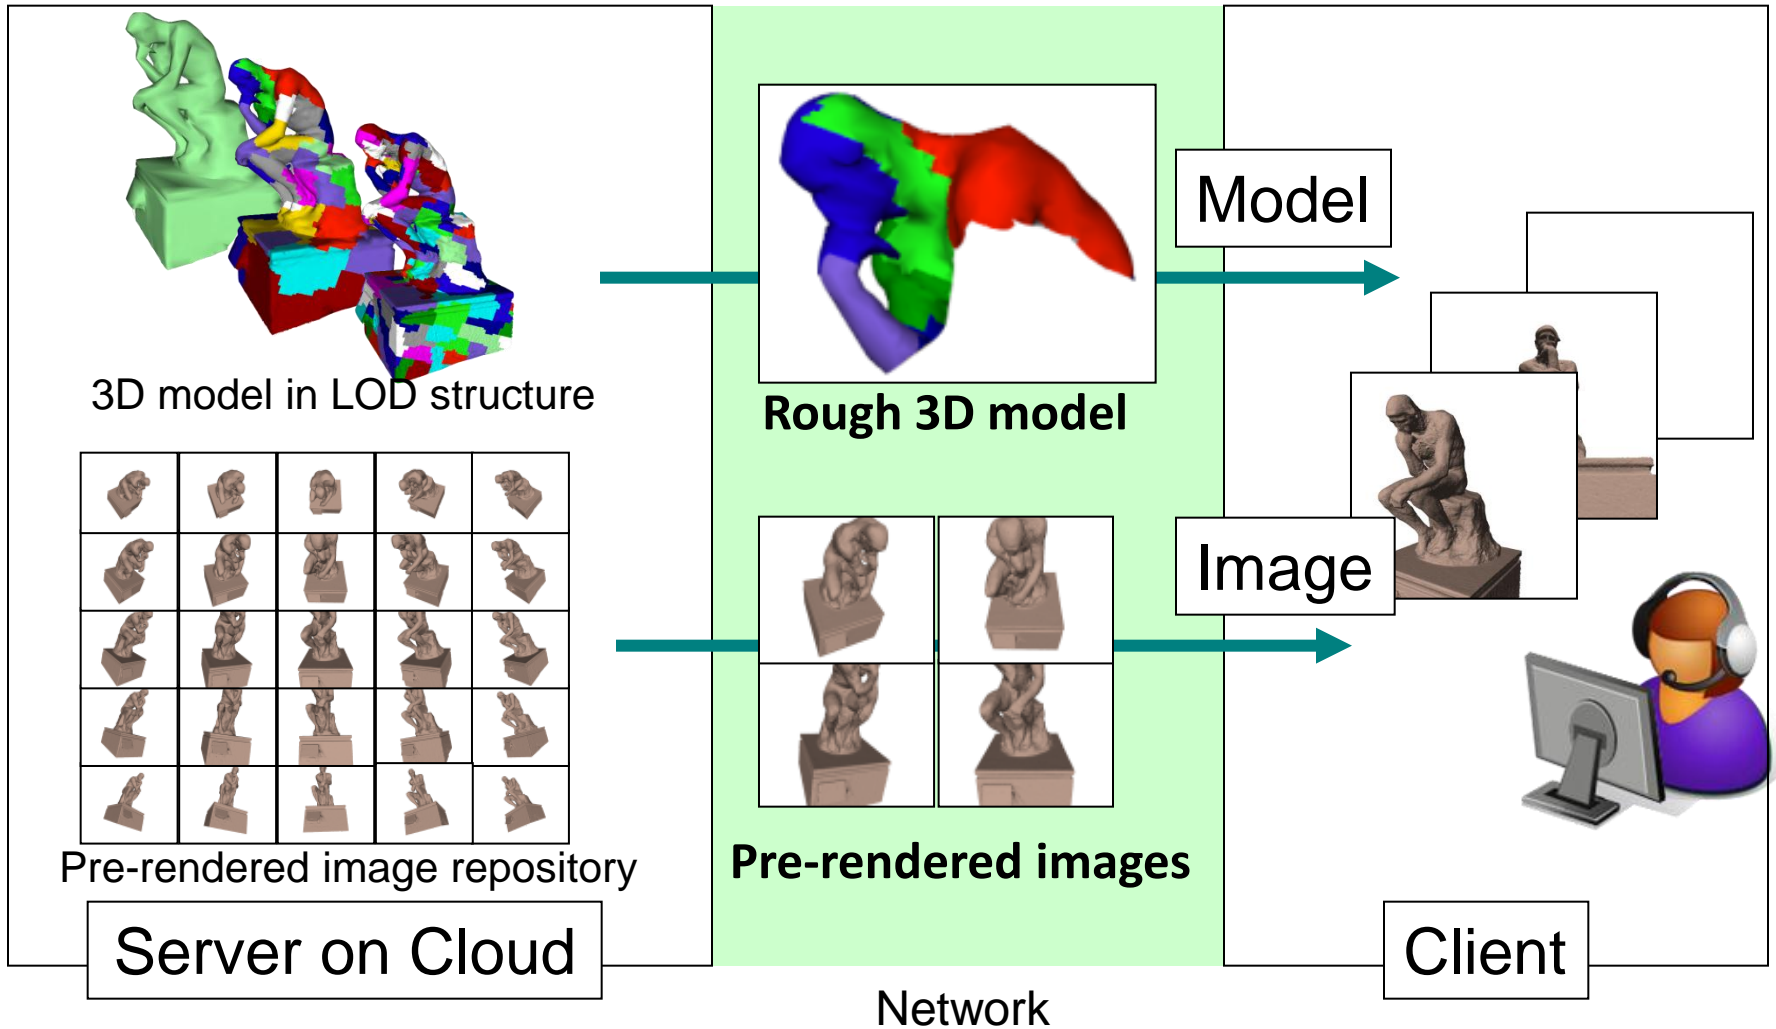 3D model in LOD structure
Pre-rendered image repository
Server on Cloud
Rough 3D model
Pre-rendered images
Network
Model
Image
Client